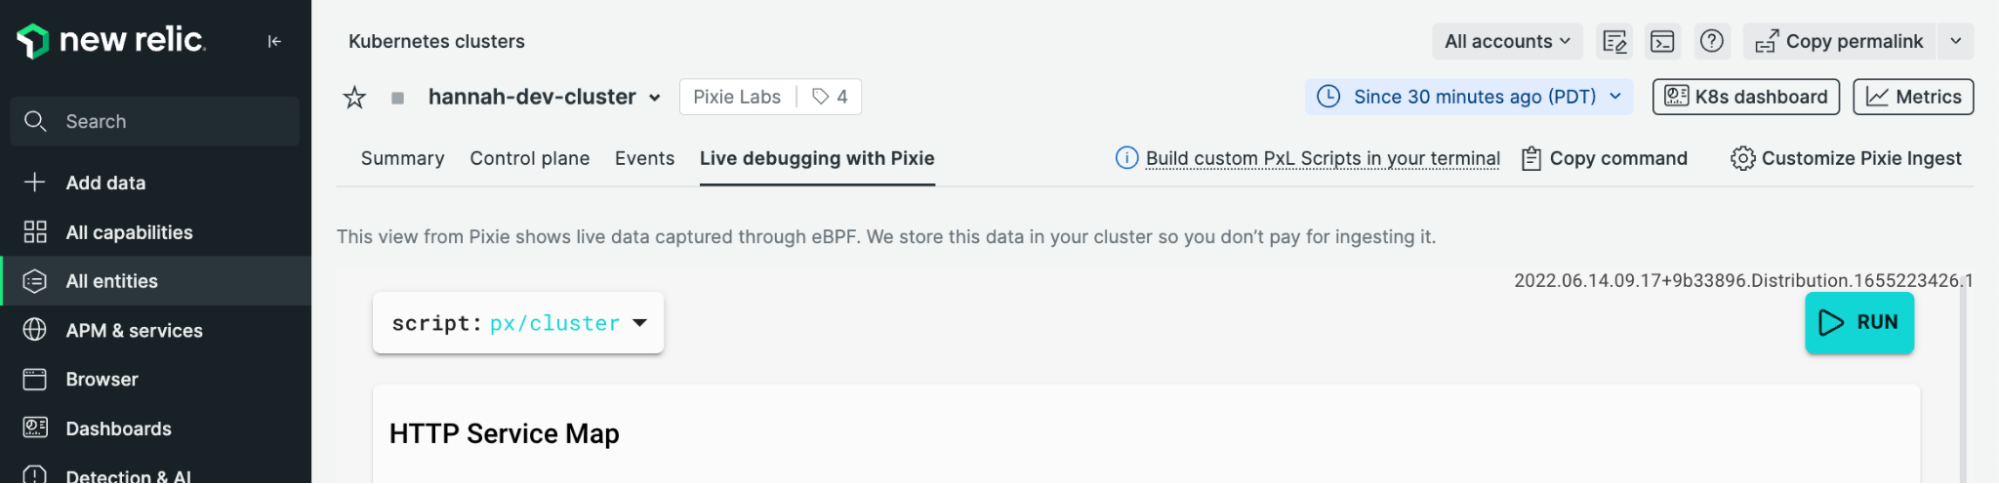 new relic.
Search
Add data
All capabilities
All entities
APM & services
Browser
Dashboards
Detection & AI
Kubernetes clusters
All accounts
Copy permalink
hannah-dev-cluster
Pixie Labs
4
Since 30 minutes ago (PDT)
K8s dashboard
Metrics
Summary
Control plane
Events
Live debugging with Pixie
Build custom PxL Scripts in your terminal
Copy command
Customize Pixie Ingest
This view from Pixie shows live data captured through eBPF. We store this data in your cluster so you don’t pay for ingesting it.
2022.06.14.09.17+9b33896.Distribution.1655223426.1
script: px/cluster
RUN
HTTP Service Map